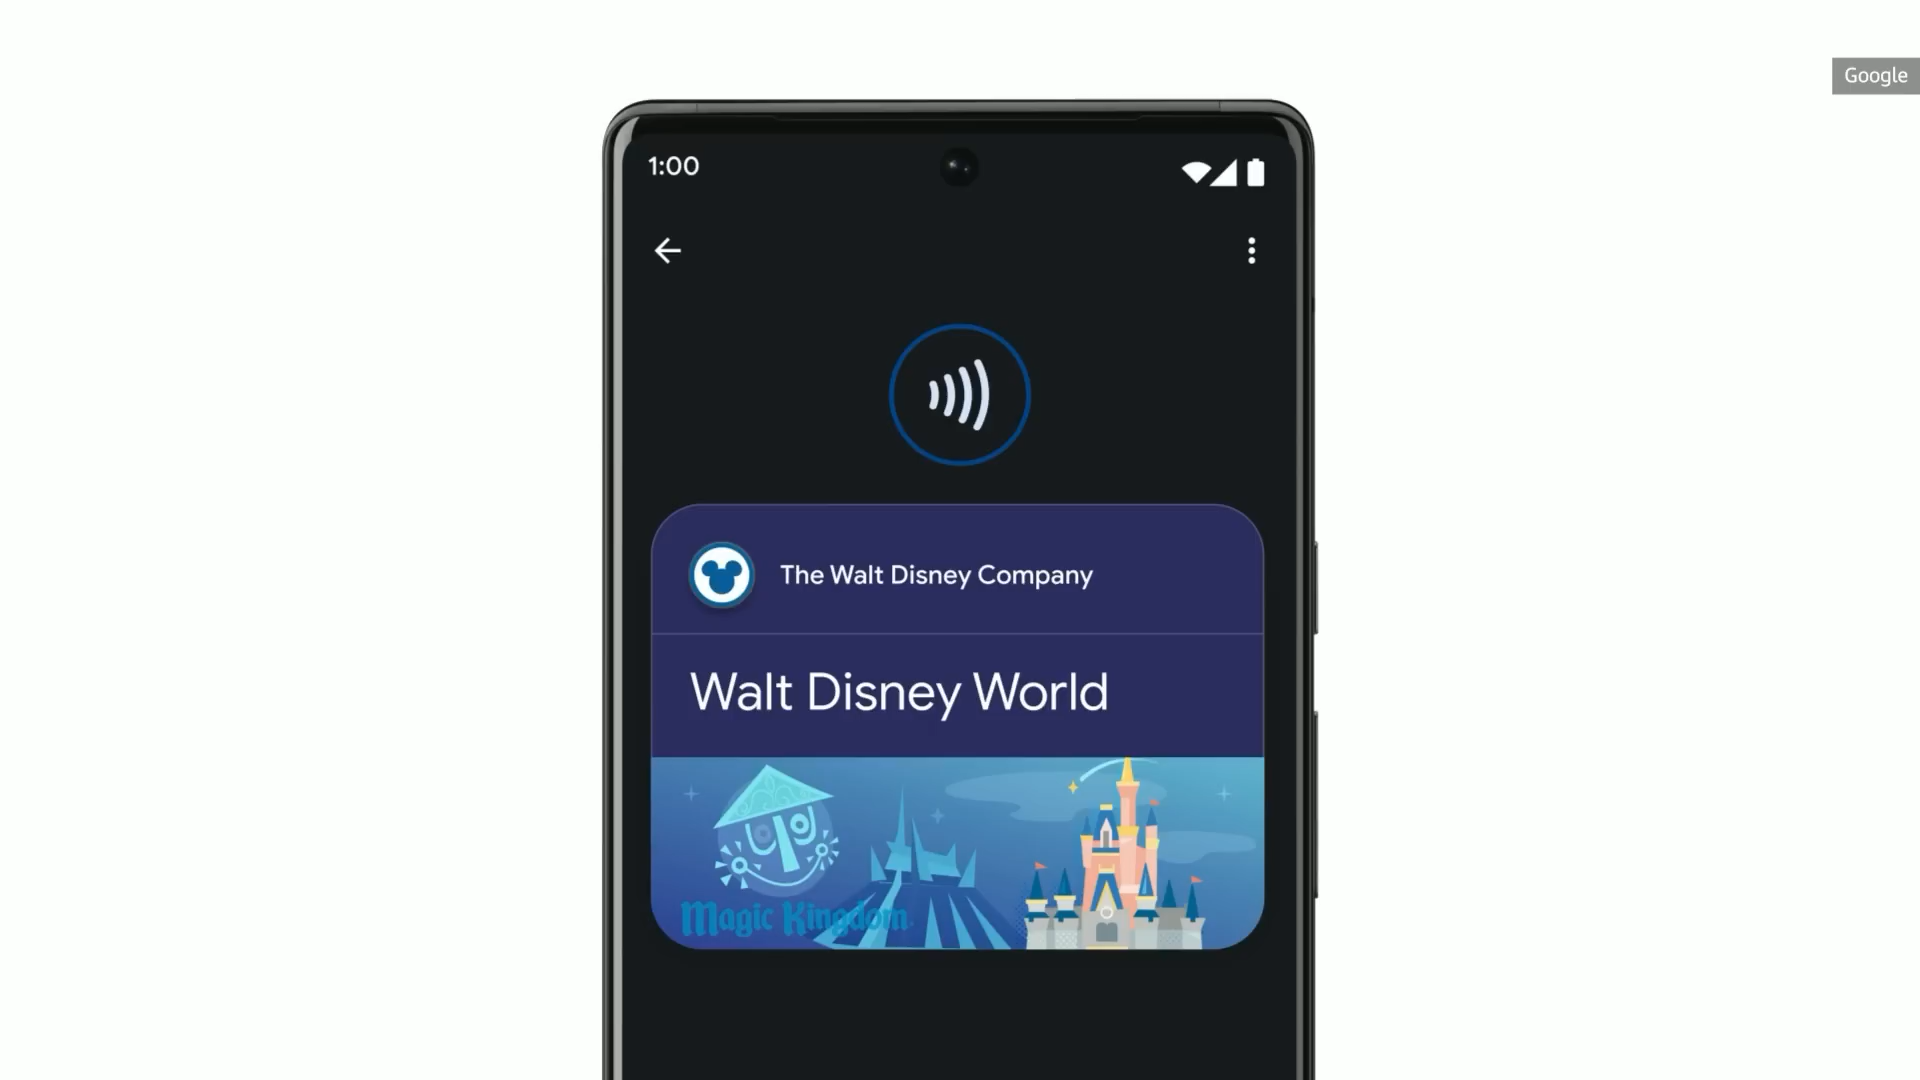 Google
1:00
The Walt Disney Company
Walt Disney World
Magic Kingdom